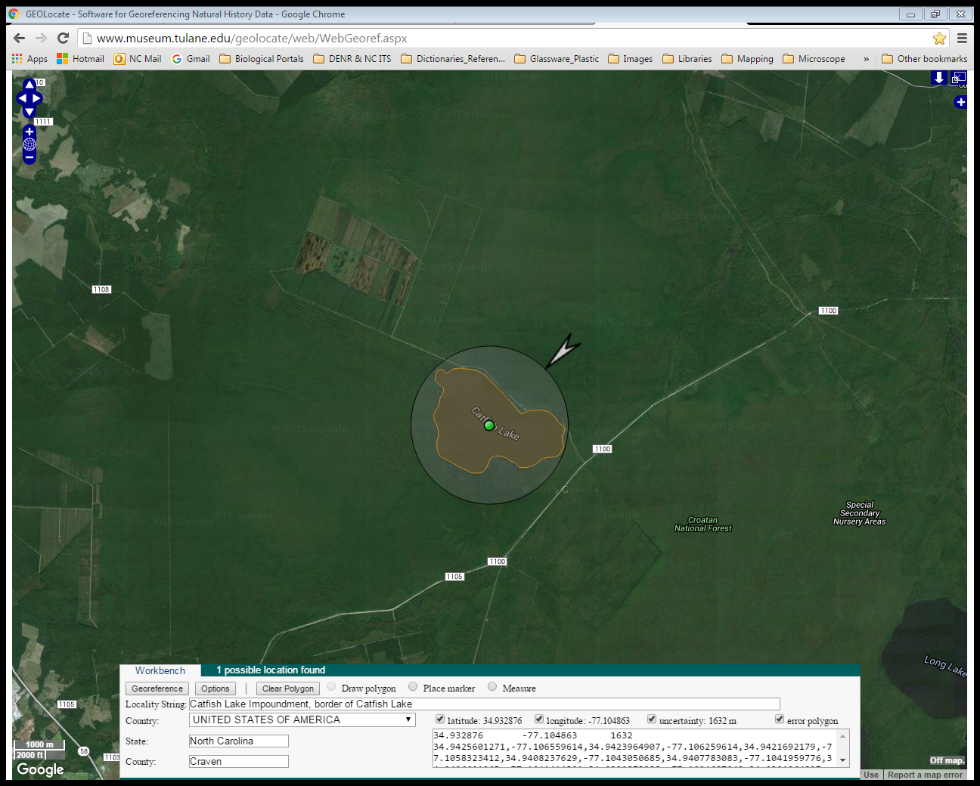 GEOLocate - Software for Georeferencing Natural History Data - Google Chrome
www.museum.tulane.edu/geolocate/web/WebGeoref.aspx
Apps Hotmail NC Mail Gmail Biological Portals DENR & NC ITS Dictionaries_Referen... Glassware_Plastic Images Libraries Mapping Microscope » Other bookmarks
1111
1108
1100
Catfish Lake
1100
Special
Secondary
Nursery Areas
Croatan
National Forest
1100
1105
Long Lake
1105
58
1000 m
2000 ft
Google
Workbench 1 possible location found
Georeference Options | Clear Polygon Draw polygon Place marker Measure
Locality String: Catfish Lake Impoundment, border of Catfish Lake
Country: UNITED STATES OF AMERICA latitude: 34.932876 longitude: -77.104863 uncertainty: 1632 m error polygon
State: North Carolina
County: Craven
34.932876 -77.104863 1632
34.9425601271,-77.106559614,34.9423964907,-77.106259614,34.9421692179,-7
7.1058323412,34.9408237629,-77.1043050685,34.9407783083,-77.1041959776,3
Off map.
Use Report a map error